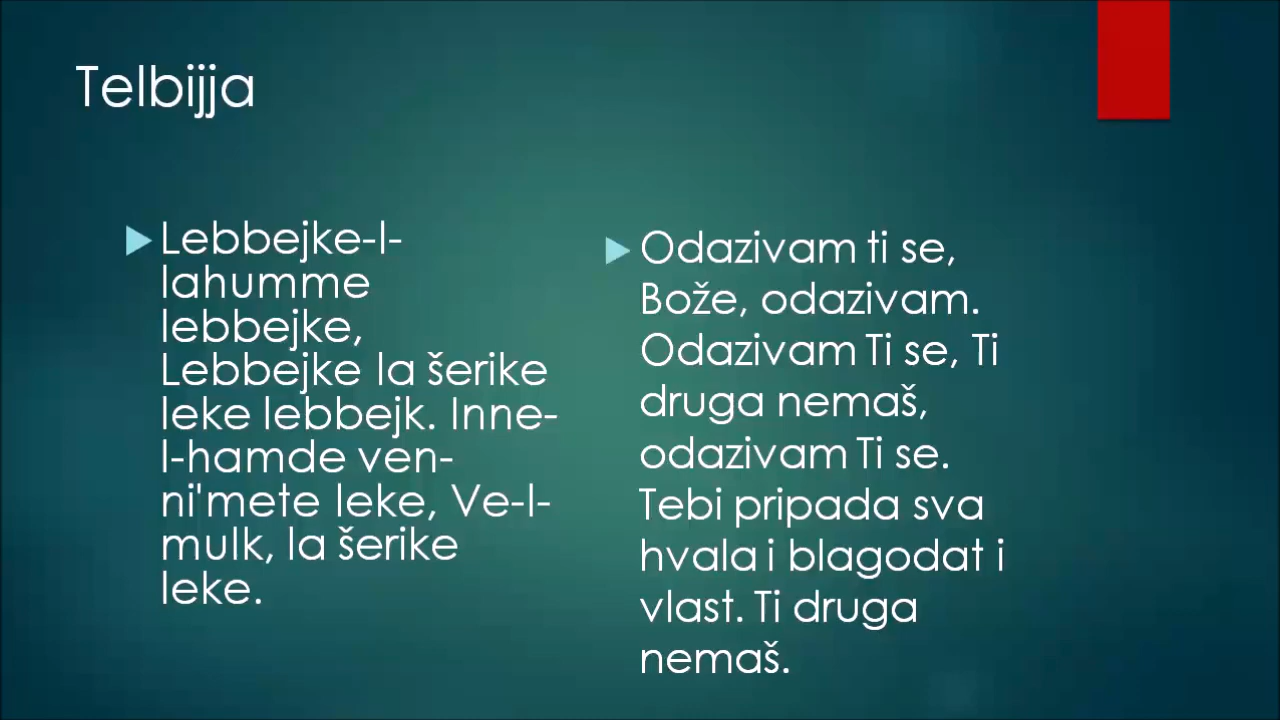 Telbijja
Lebbejke-l-
lahumme
lebbejke,
Lebbejke la šerike
leke lebbejk. Inne-
l-hamde ven-
ni'mete leke, Ve-l-
mulk, la šerike
leke.
Odazivam ti se,
Bože, odazivam.
Odazivam Ti se, Ti
druga nemaš,
odazivam Ti se.
Tebi pripada sva
hvala i blagodat i
vlast. Ti druga
nemaš.